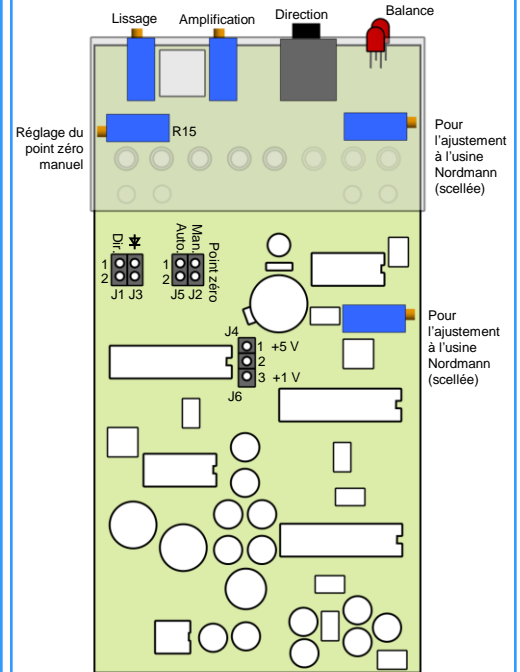 Lissage
Amplification
Direction
Balance
Réglage du
point zéro
manuel
R15
Pour
l'ajustement
à l'usine
Nordmann
(scellée)
Dir.
Auto.
Man.
Point zéro
1
2
J1 J3
1
2
J5 J2
J4
1 +5 V
2
3 +1 V
J6
Pour
l'ajustement
à l'usine
Nordmann
(scellée)